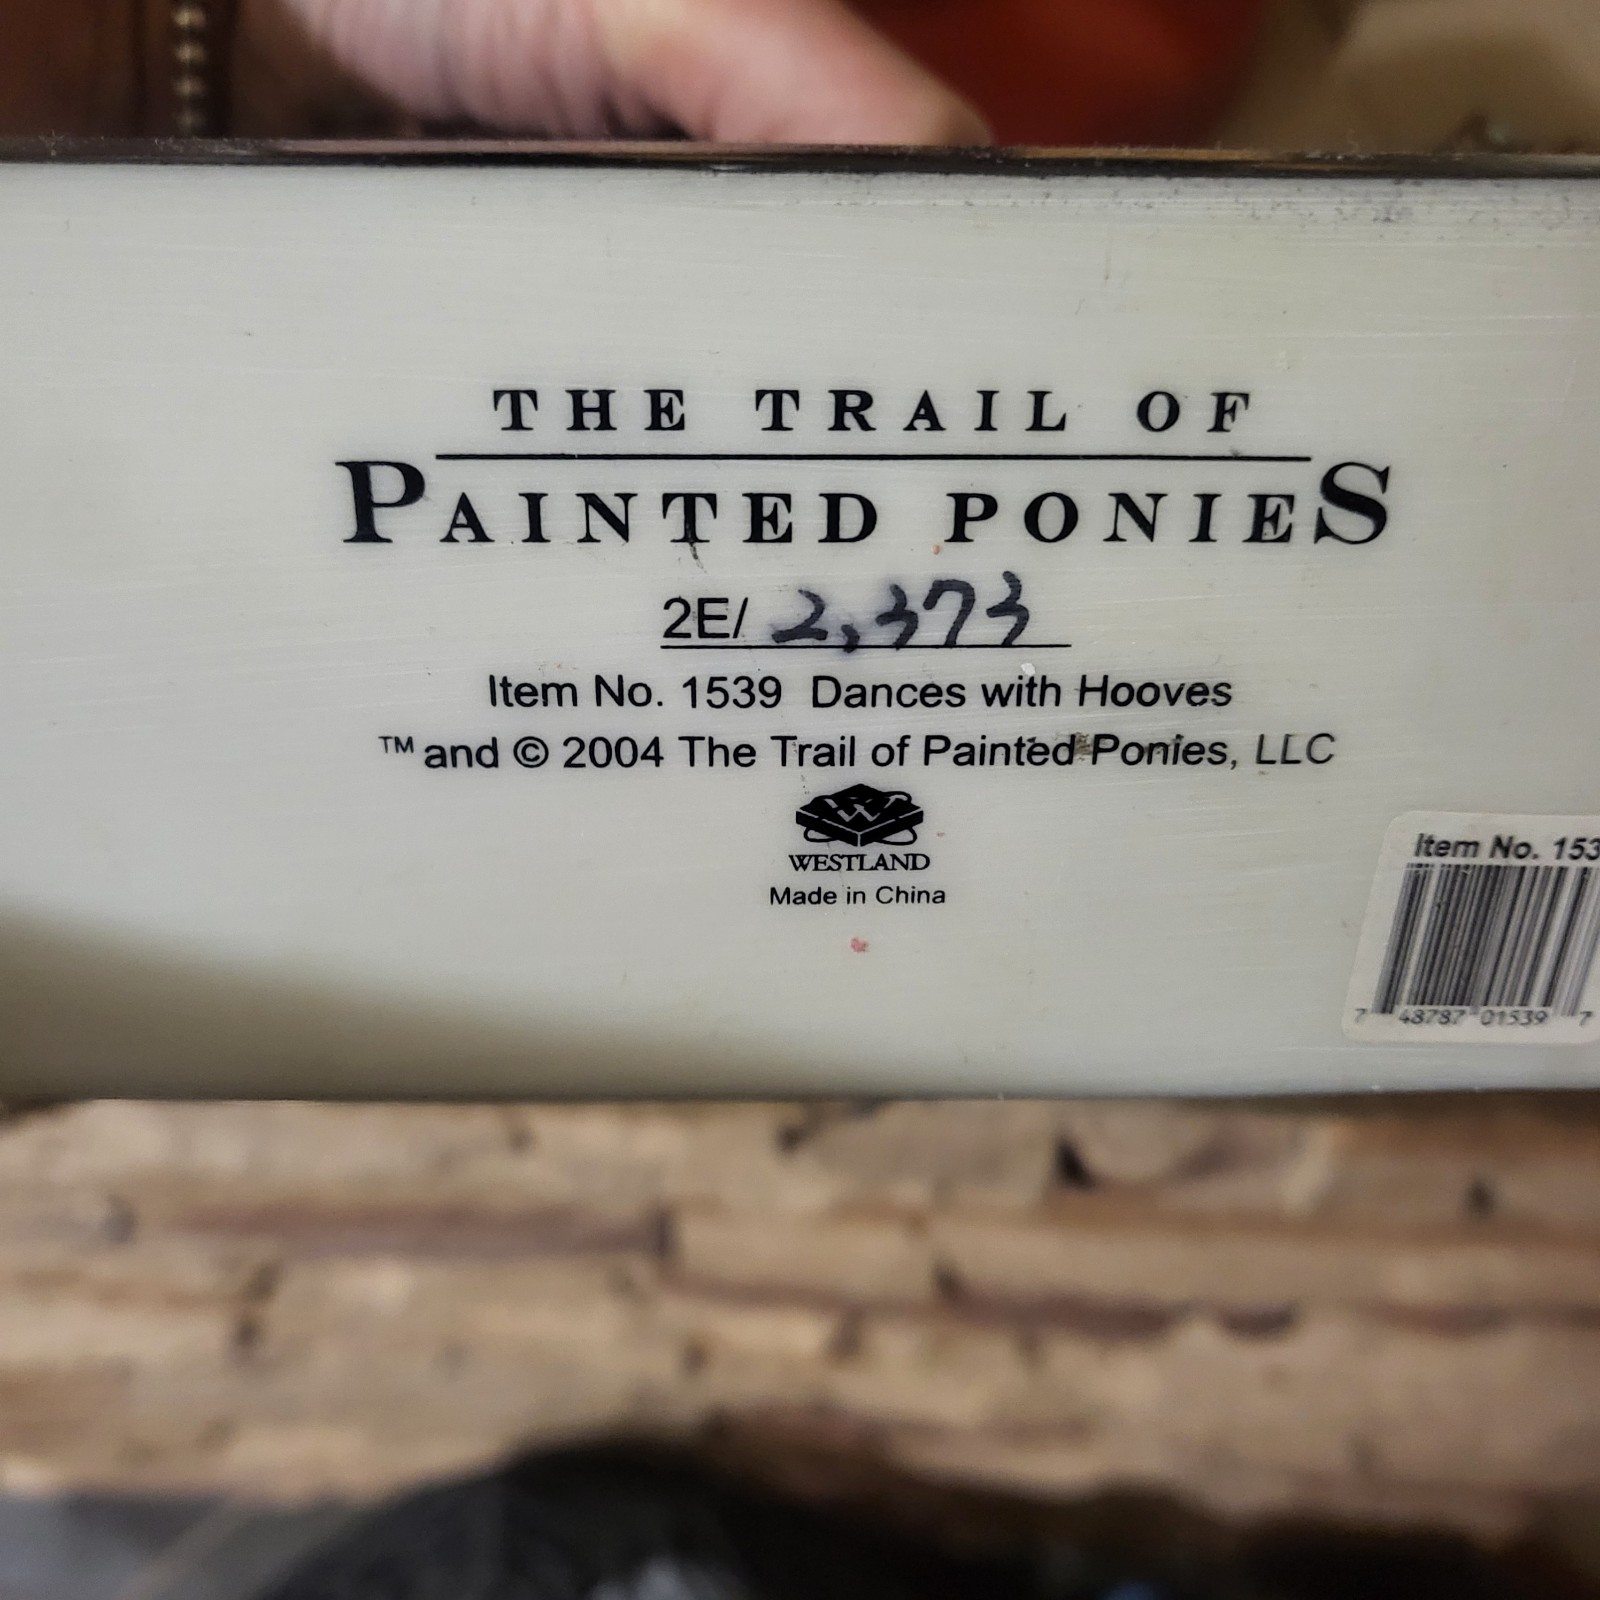 THE TRAIL OF
PAINTED PONIES
2E/ 2,373
Item No. 1539 Dances with Hooves
™ and © 2004 The Trail of Painted Ponies, LLC
W
WESTLAND
Made in China
Item No. 153
7 48787 01539 7